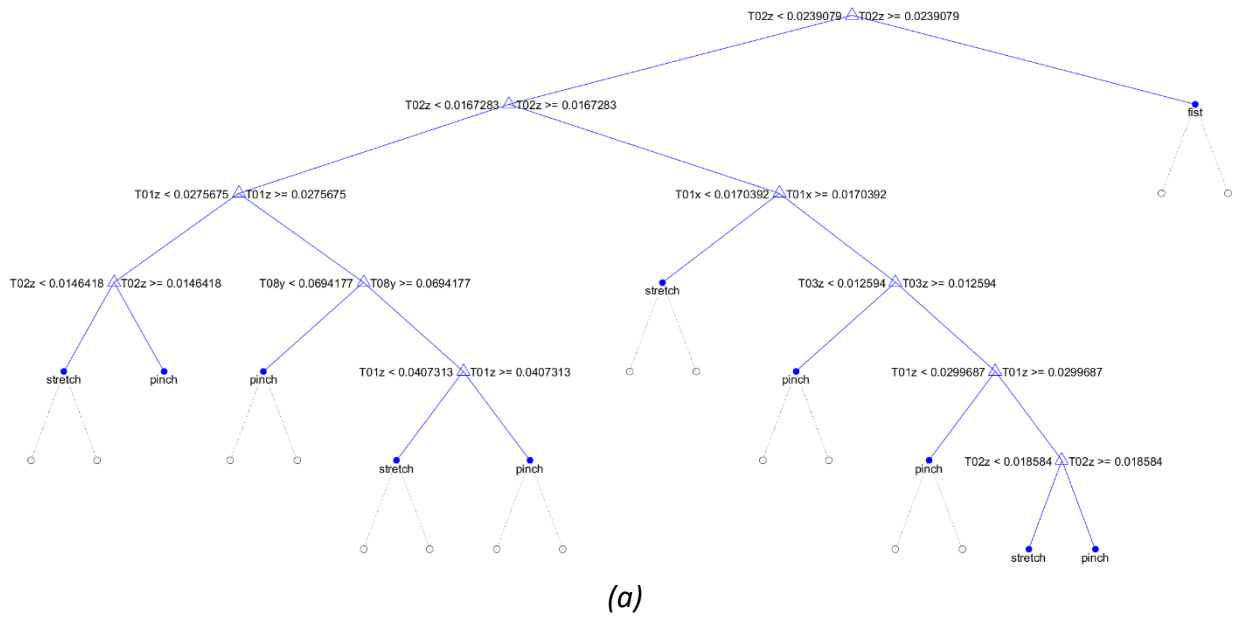 T02z < 0.0239079 T02z >= 0.0239079
T02z < 0.0167283 T02z >= 0.0167283
fist
T01z < 0.0275675 T01z >= 0.0275675
T01x < 0.0170392 T01x >= 0.0170392
T02z < 0.0146418 T02z >= 0.0146418
T08y < 0.0694177 T08y >= 0.0694177
stretch
T03z < 0.012594 T03z >= 0.012594
stretch
pinch
pinch
T01z < 0.0407313 T01z >= 0.0407313
pinch
T01z < 0.0299687 T01z >= 0.0299687
stretch
pinch
pinch
T02z < 0.018584 T02z >= 0.018584
stretch
pinch
(a)